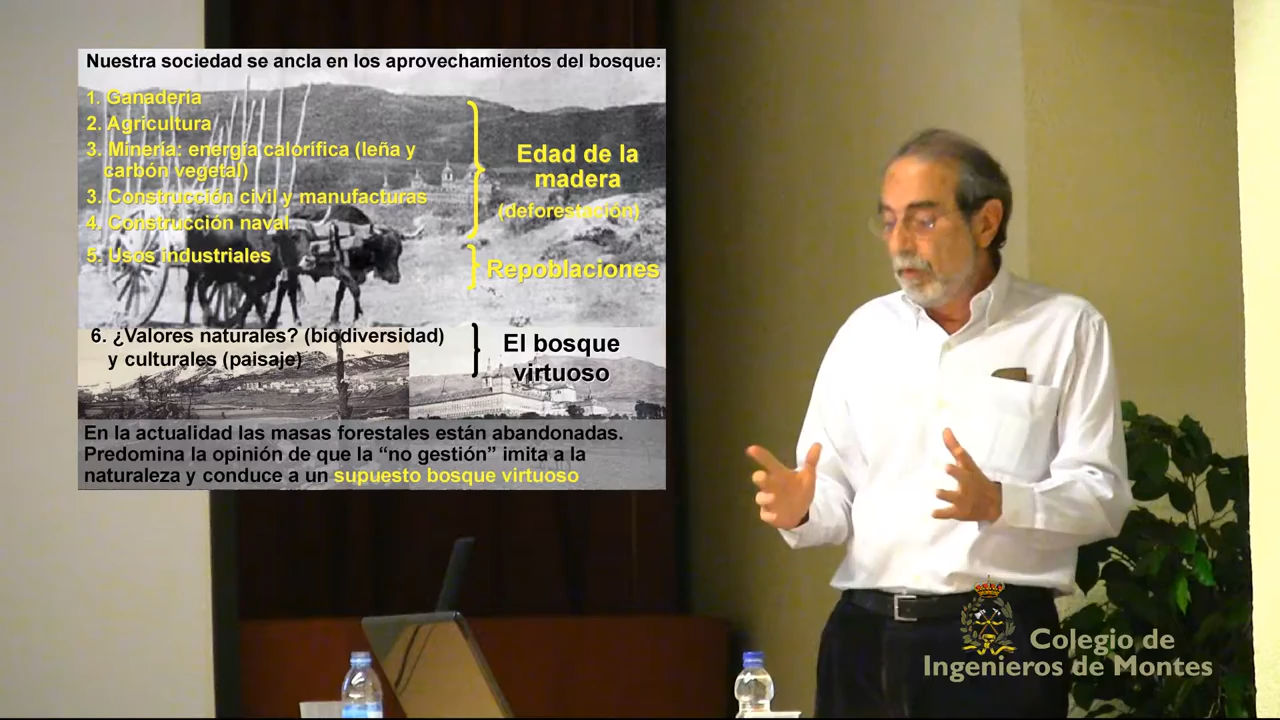 Nuestra sociedad se ancla en los aprovechamientos del bosque:
1. Ganadería
2. Agricultura
3. Minería: energía calorífica (leña y
carbón vegetal)
3. Construcción civil y manufacturas
4. Construcción naval
5. Usos industriales
Edad de la
madera
(deforestación)
Repoblaciones
6. ¿Valores naturales? (biodiversidad)
y culturales (paisaje)
El bosque
virtuoso
En la actualidad las masas forestales están abandonadas.
Predomina la opinión de que la “no gestión” imita a la
naturaleza y conduce a un supuesto bosque virtuoso
Colegio de
Ingenieros de Montes